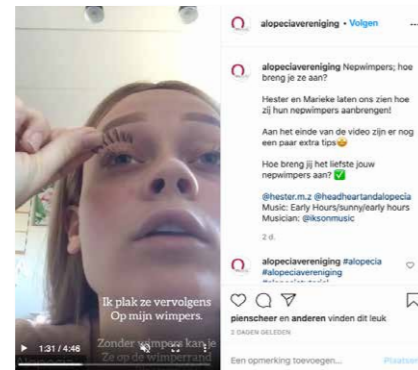 alopeciavereniging • Volgen
alopeciavereniging Nepwimpers; hoe
breng je ze aan?
Hester en Marieke laten ons zien hoe
zij hun nepwimpers aanbrengen!
Aan het einde van de video zijn er nog
een paar extra tips🤩
Hoe breng jij het liefste jouw
nepwimpers aan? ✅
@hester.m.z @headheartandalopecia
Music: Early Hours/sunny/early hours
Musician: @iksonmusic
2 d.
alopeciavereniging #alopecia
#alopeciavereniging
Ik plak ze vervolgens
Op mijn wimpers.
Zonder wimpers kan je
Ze op de wimperrand
1:31 / 4:46
pienscheer en anderen vinden dit leuk
2 DAGEN GELEDEN
Een opmerking toevoegen...